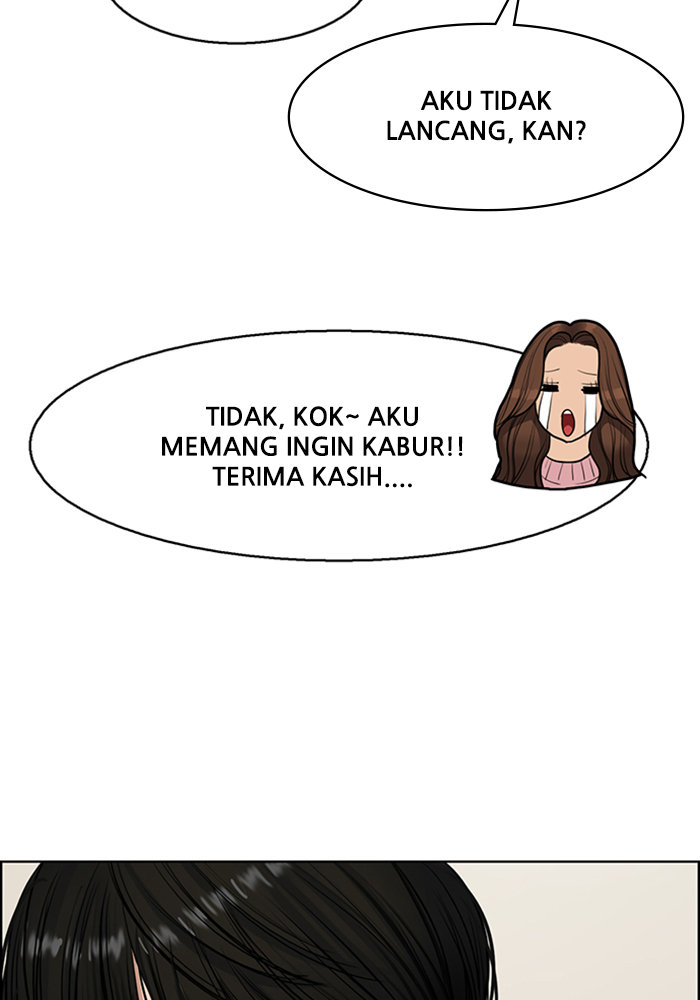 AKU TIDAK
LANCANG, KAN?
TIDAK, KOK~ AKU
MEMANG INGIN KABUR!!
TERIMA KASIH....